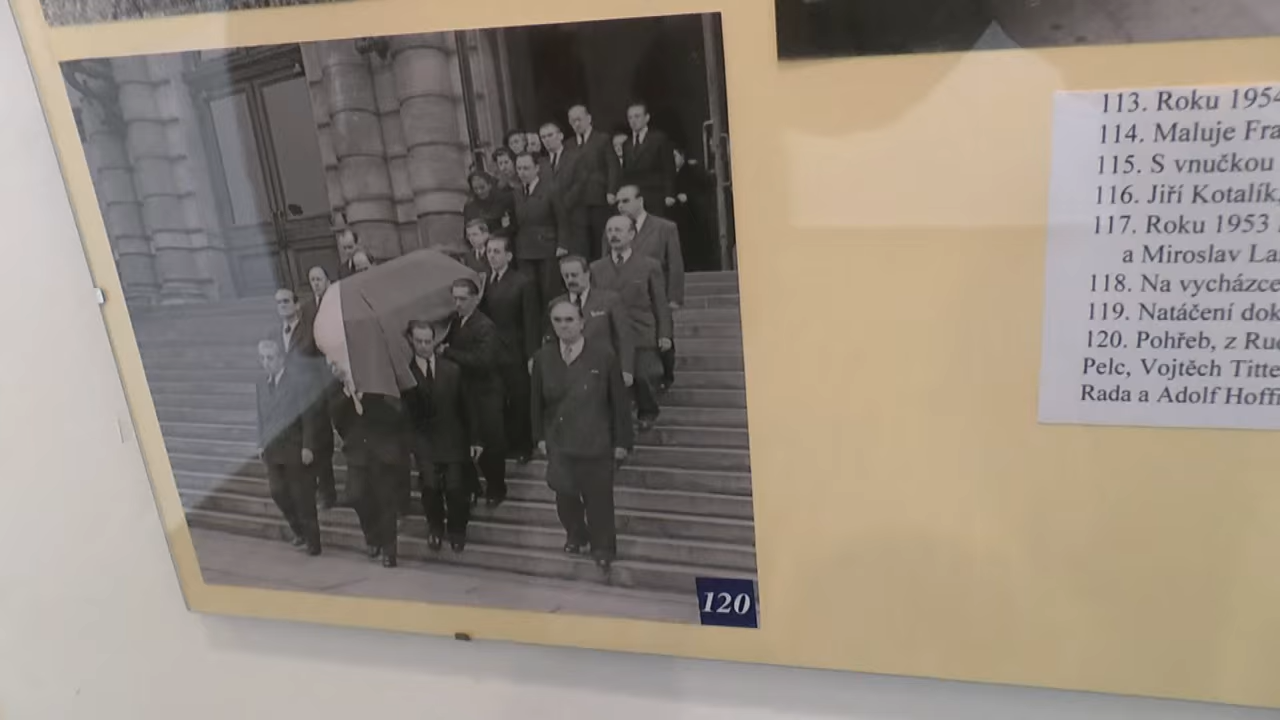 113. Roku 1954
114. Maluje Fra
115. S vnučkou
116. Jiří Kotalík,
117. Roku 1953
a Miroslav La
118. Na vycházce
119. Natáčení dok
120. Pohřeb, z Ru
Pelc, Vojtěch Titte
Rada a Adolf Hoff
120